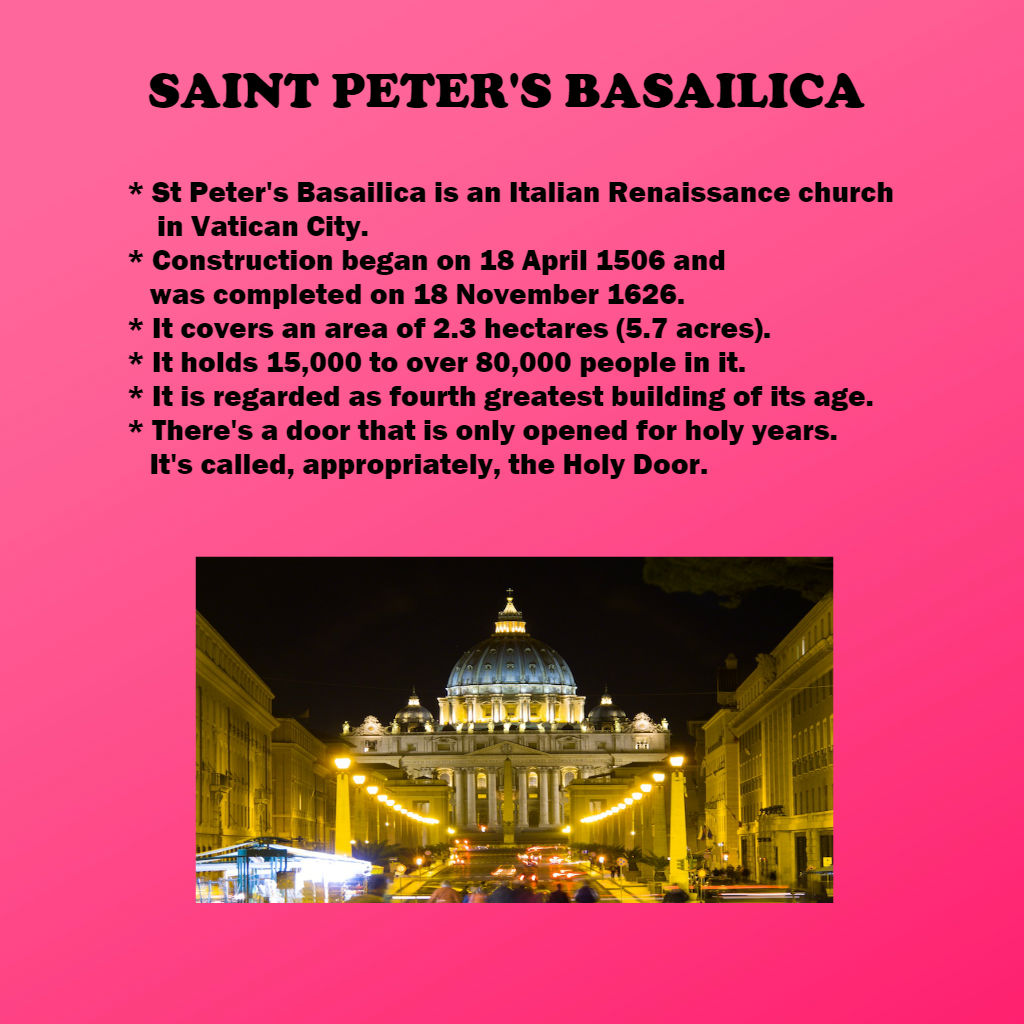 SAINT PETER'S BASAILICA
* St Peter's Basailica is an Italian Renaissance church
in Vatican City.
* Construction began on 18 April 1506 and
was completed on 18 November 1626.
* It covers an area of 2.3 hectares (5.7 acres).
* It holds 15,000 to over 80,000 people in it.
* It is regarded as fourth greatest building of its age.
* There's a door that is only opened for holy years.
It's called, appropriately, the Holy Door.